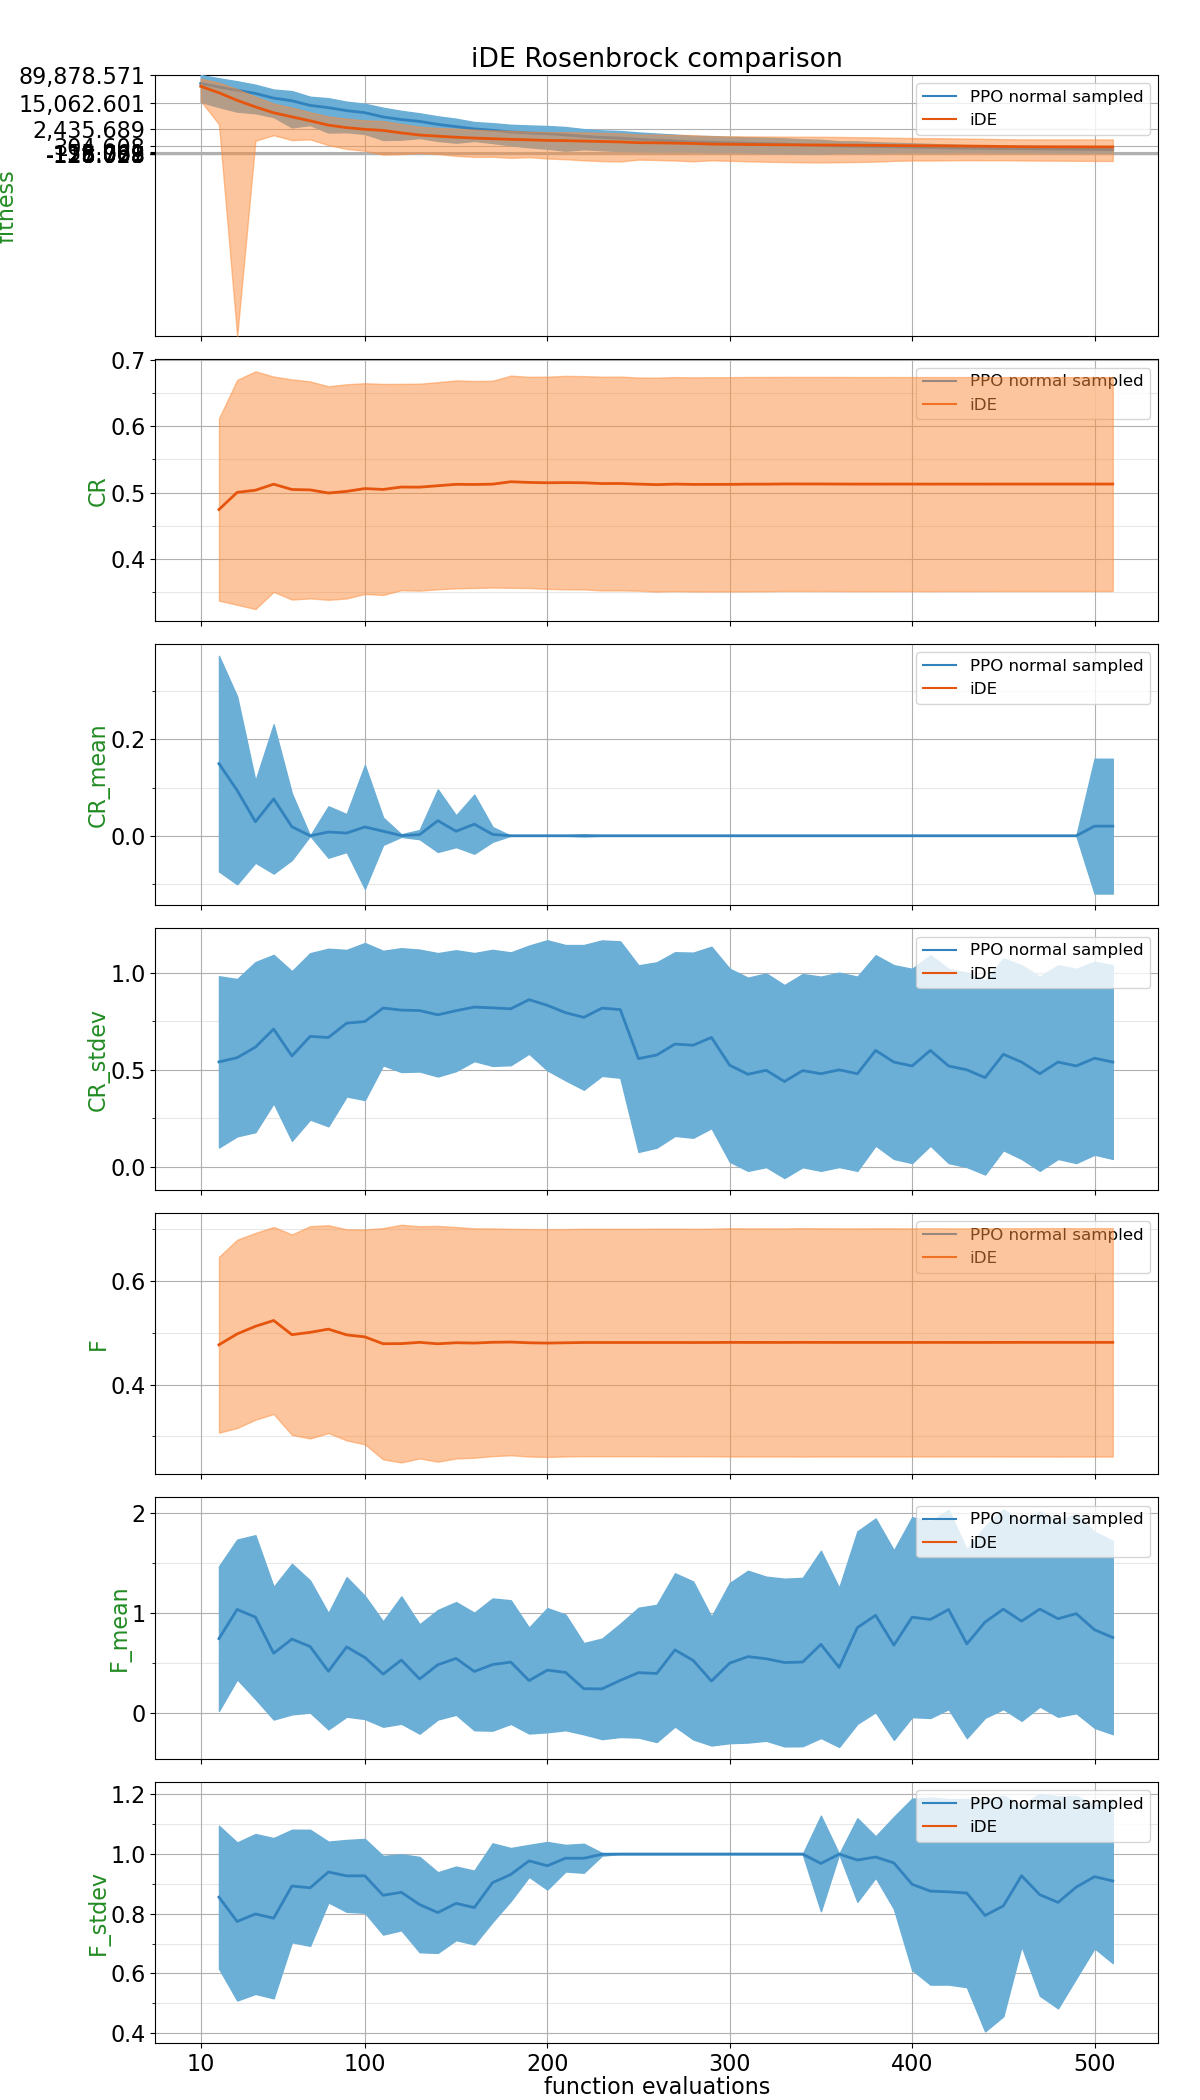 iDE Rosenbrock comparison
89,878.571
15,062.601
2,435.689
fitness
PPO normal sampled
iDE
0.7
0.6
0.5
0.4
CR
PPO normal sampled
iDE
0.2
0.0
CR_mean
PPO normal sampled
iDE
1.0
0.5
0.0
CR_stdev
PPO normal sampled
iDE
0.6
0.4
F
PPO normal sampled
iDE
2
1
0
F_mean
PPO normal sampled
iDE
1.2
1.0
0.8
0.6
0.4
F_stdev
PPO normal sampled
iDE
10 100 200 300 400 500
function evaluations